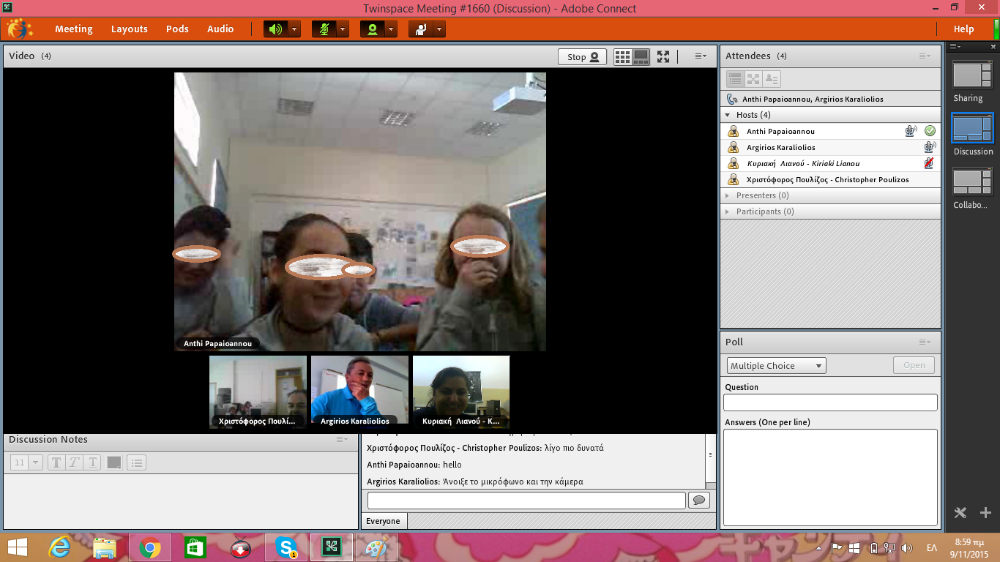 Twinspace Meeting #1660 (Discussion) - Adobe Connect
Meeting Layouts Pods Audio Help
Video (4)
Stop
Anthi Papaioannou
Χριστόφορος Πουλί...
Argirios Karaliolios
Κυριακή Λιανού - Κ...
Attendees (4)
Anthi Papaioannou, Argirios Karaliolios
Hosts (4)
Anthi Papaioannou
Argirios Karaliolios
Κυριακή Λιανού - Kiriaki Lianou
Χριστόφορος Πουλίζος - Christopher Poulizos
Presenters (0)
Participants (0)
Sharing
Discussion
Collabo...
Discussion Notes
11
T T T
Χριστόφορος Πουλίζος - Christopher Poulizos: λίγο πιο δυνατά
Anthi Papaioannou: hello
Argirios Karaliolios: Άνοιξε το μικρόφωνο και την κάμερα
Everyone
Poll
Multiple Choice
Open
Question
Answers (One per line)
S 1
ΕΛ
8:59 πμ
9/11/2015